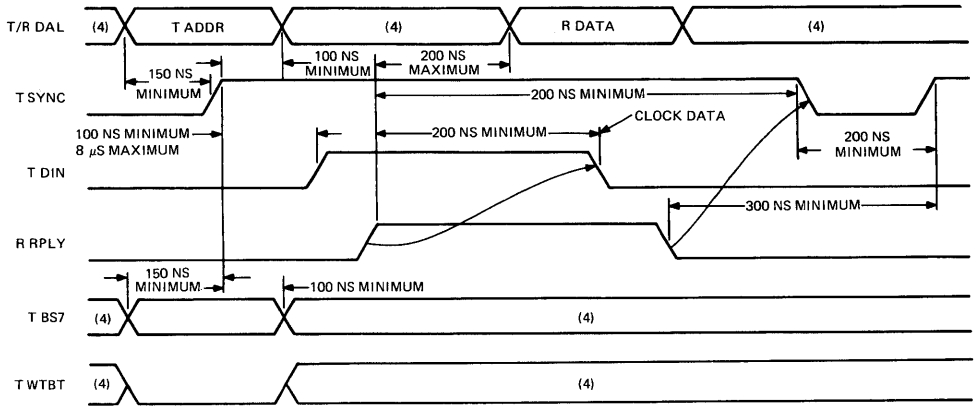 T/R DAL (4) T ADDR (4) R DATA (4)
150 NS MINIMUM
100 NS MINIMUM
200 NS MAXIMUM
T SYNC
200 NS MINIMUM
100 NS MINIMUM
8 μS MAXIMUM
200 NS MINIMUM
CLOCK DATA
200 NS MINIMUM
T DIN
300 NS MINIMUM
R RPLY
150 NS MINIMUM
100 NS MINIMUM
T BS7 (4) (4)
T WTBT (4) (4)